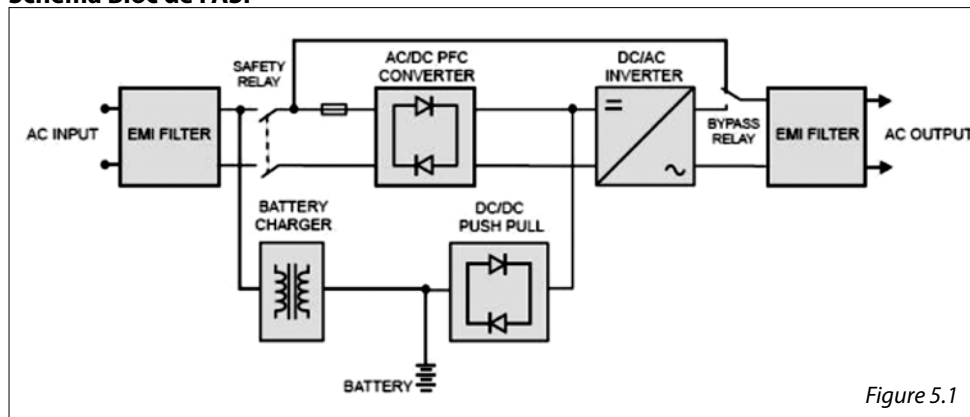 Schéma Bloc de l'ASI
SAFETY
RELAY
AC/DC PFC
CONVERTER
DC/AC
INVERTER
AC INPUT
EMI FILTER
BYPASS
RELAY
EMI FILTER
AC OUTPUT
BATTERY
CHARGER
DC/DC
PUSH PULL
BATTERY
Figure 5.1